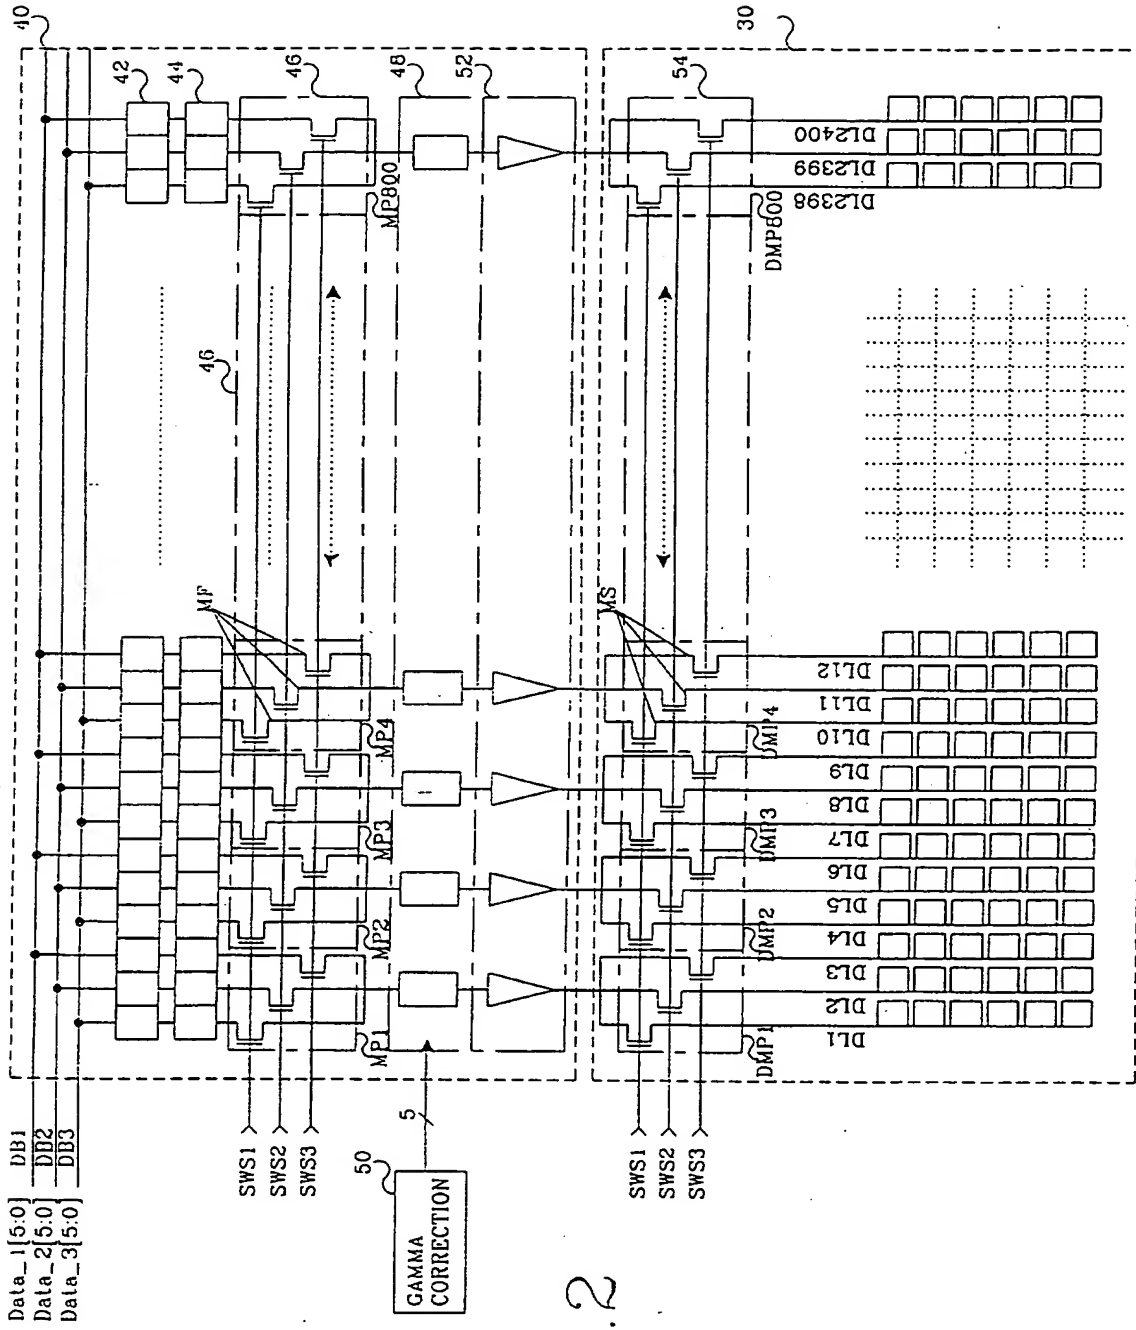 Data_1[5:0]
Data_2[5:0]
Data_3[5:0]
DB1
DB2
DB3
40
42
44
46
48
52
46
MF
MP1
MP2
MP3
MP4
MP800
SWS1
SWS2
SWS3
50
GAMMA
CORRECTION
5
30
54
MS
SWS1
SWS2
SWS3
DMP1
DMP2
DMP3
DMP4
DMP800
DL1
DL2
DL3
DL4
DL5
DL6
DL7
DL8
DL9
DL10
DL11
DL12
DL2398
DL2399
DL2400
.2